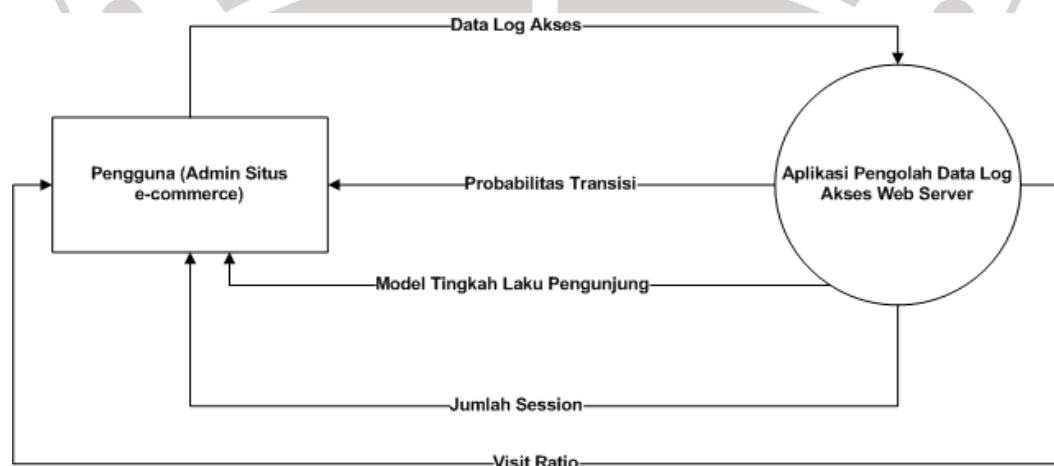 Data Log Akses
Pengguna (Admin Situs
e-commerce)
Probabilitas Transisi
Aplikasi Pengolah Data Log
Akses Web Server
Model Tingkah Laku Pengunjung
Jumlah Session
Visit Ratio